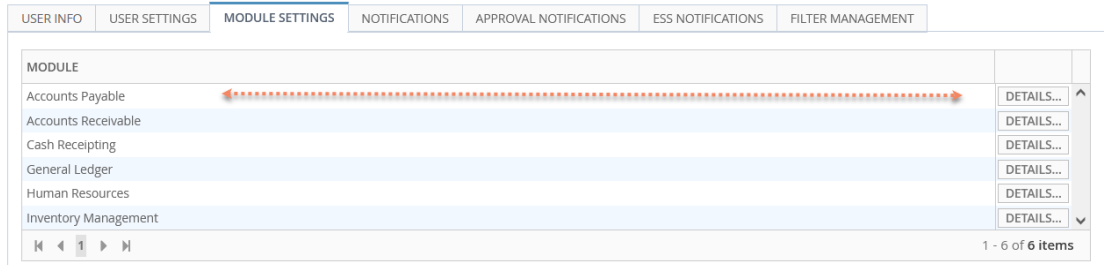 USER INFO USER SETTINGS MODULE SETTINGS NOTIFICATIONS APPROVAL NOTIFICATIONS ESS NOTIFICATIONS FILTER MANAGEMENT
MODULE
Accounts Payable DETAILS...
Accounts Receivable DETAILS...
Cash Receipting DETAILS...
General Ledger DETAILS...
Human Resources DETAILS...
Inventory Management DETAILS...
1 1 - 6 of 6 items